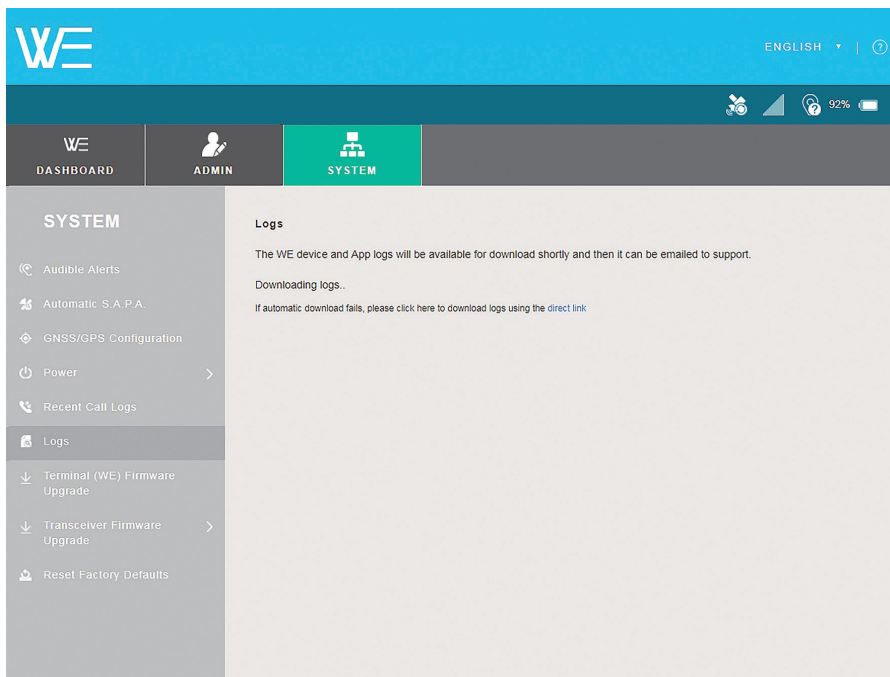 WE
ENGLISH ▼ | ?
92%
WE
DASHBOARD
ADMIN
SYSTEM
SYSTEM
Audible Alerts
Automatic S.A.P.A.
GNSS/GPS Configuration
Power
Recent Call Logs
Logs
Terminal (WE) Firmware
Upgrade
Transceiver Firmware
Upgrade
Reset Factory Defaults
Logs
The WE device and App logs will be available for download shortly and then it can be emailed to support.
Downloading logs..
If automatic download fails, please click here to download logs using the direct link